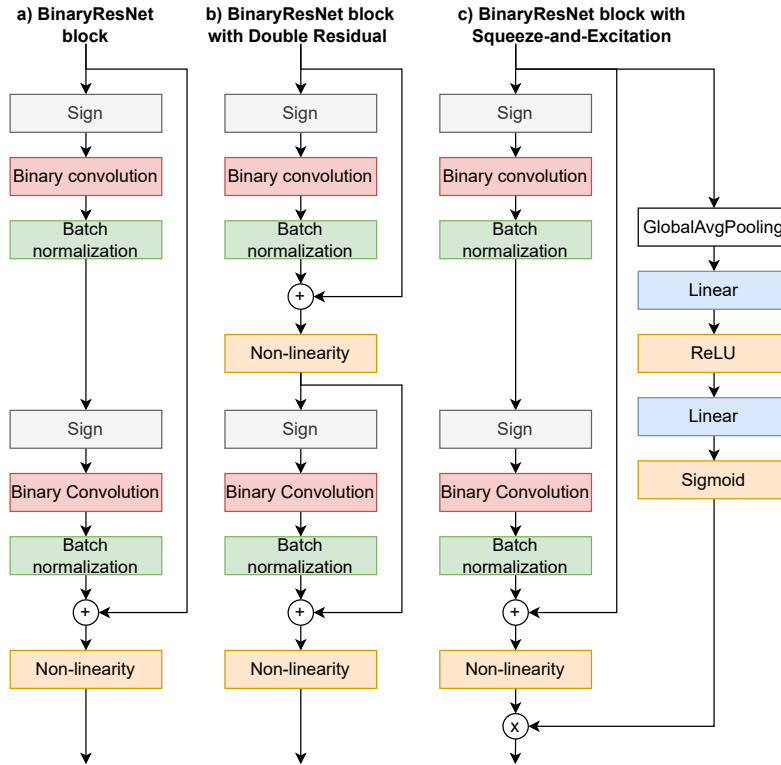 a) BinaryResNet
block
Sign
Binary convolution
Batch
normalization
Sign
Binary Convolution
Batch
normalization
+
Non-linearity
b) BinaryResNet block
with Double Residual
Sign
Binary convolution
Batch
normalization
+
Non-linearity
Sign
Binary Convolution
Batch
normalization
+
Non-linearity
c) BinaryResNet block with
Squeeze-and-Excitation
Sign
Binary convolution
Batch
normalization
Sign
Binary Convolution
Batch
normalization
+
Non-linearity
x
GlobalAvgPooling
Linear
ReLU
Linear
Sigmoid